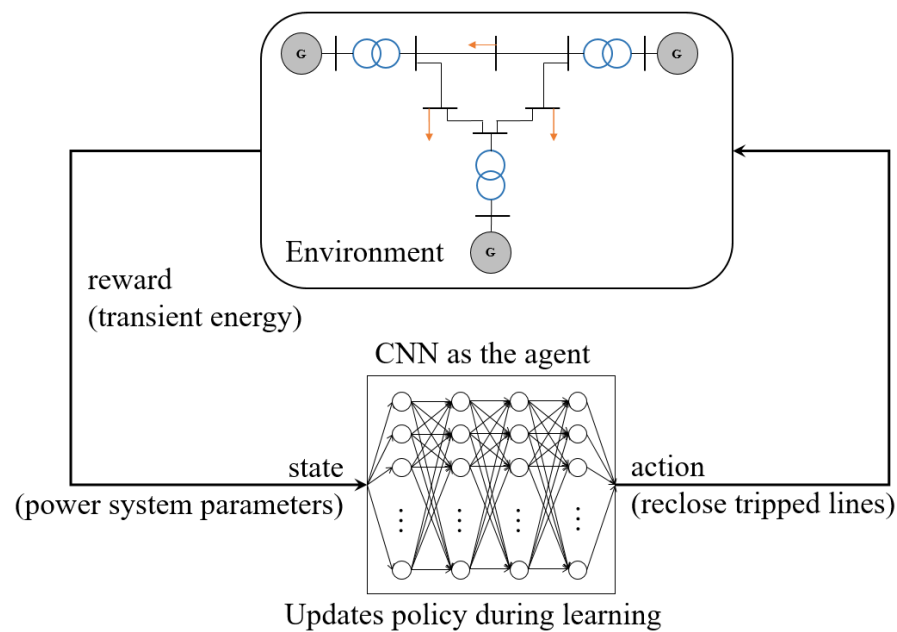 G
G
G
Environment
reward
(transient energy)
CNN as the agent
state
(power system parameters)
action
(reclose tripped lines)
Updates policy during learning